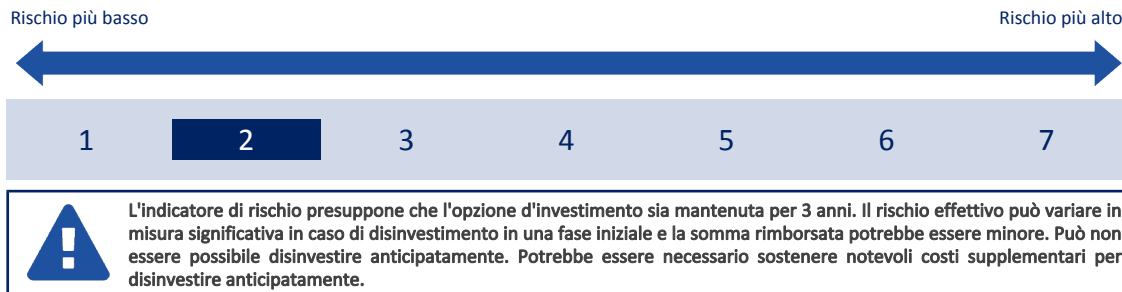 Rischio più basso
Rischio più alto
1 2 3 4 5 6 7
L'indicatore di rischio presuppone che l'opzione d'investimento sia mantenuta per 3 anni. Il rischio effettivo può variare in
misura significativa in caso di disinvestimento in una fase iniziale e la somma rimborsata potrebbe essere minore. Può non
essere possibile disinvestire anticipatamente. Potrebbe essere necessario sostenere notevoli costi supplementari per
disinvestire anticipatamente.